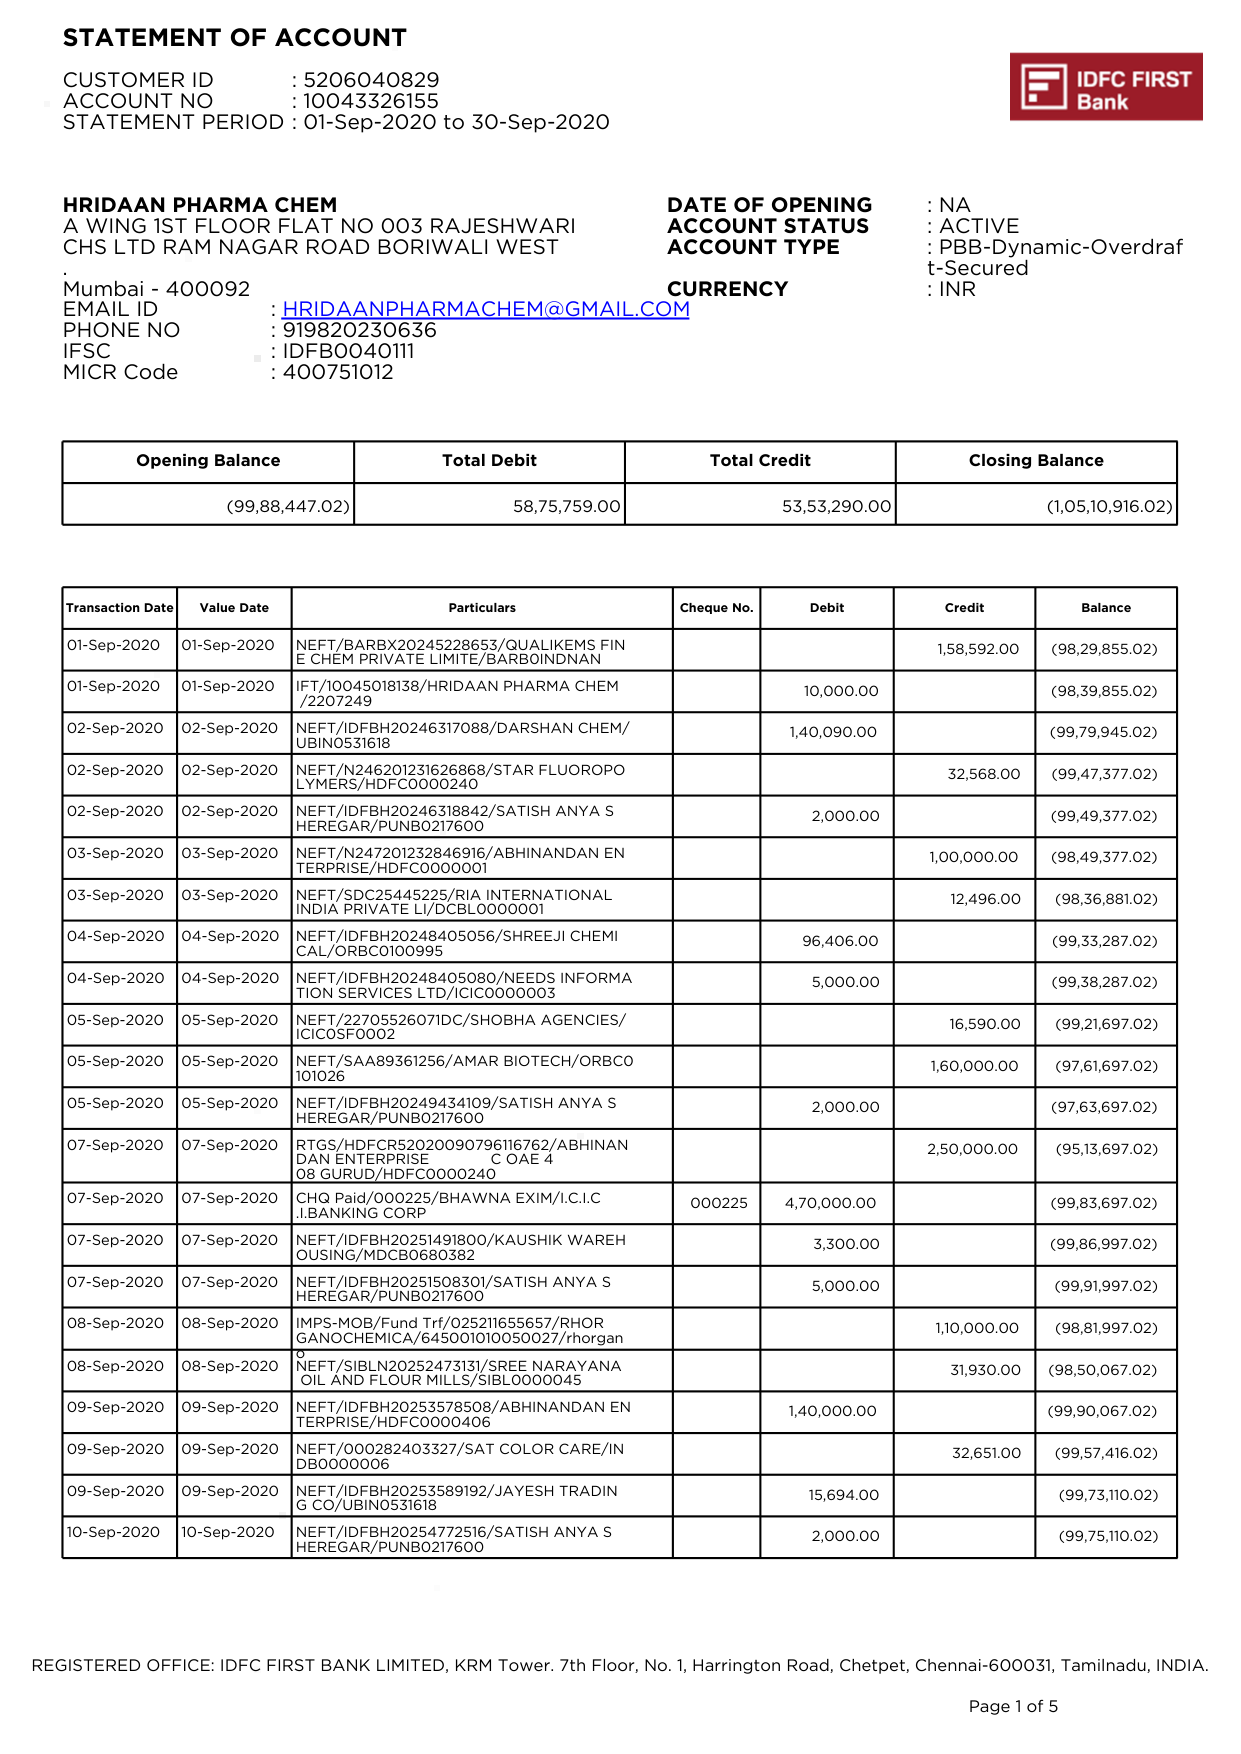 STATEMENT OF ACCOUNT
CUSTOMER ID : 5206040829
ACCOUNT NO : 10043326155
STATEMENT PERIOD : 01-Sep-2020 to 30-Sep-2020
IDFC FIRST
Bank
HRIDAAN PHARMA CHEM
A WING 1ST FLOOR FLAT NO 003 RAJESHWARI
CHS LTD RAM NAGAR ROAD BORIWALI WEST
.
Mumbai - 400092
EMAIL ID : HRIDAANPHARMACHEM@GMAIL.COM
PHONE NO : 919820230636
IFSC : IDFB0040111
MICR Code : 400751012
DATE OF OPENING : NA
ACCOUNT STATUS : ACTIVE
ACCOUNT TYPE : PBB-Dynamic-Overdraf
t-Secured
CURRENCY : INR
Opening Balance Total Debit Total Credit Closing Balance
(99,88,447.02) 58,75,759.00 53,53,290.00 (1,05,10,916.02)
Transaction Date Value Date Particulars Cheque No. Debit Credit Balance
01-Sep-2020 01-Sep-2020 NEFT/BARBX20245228653/QUALIKEMS FIN 1,58,592.00 (98,29,855.02)
E CHEM PRIVATE LIMITE/BARB0INDNAN
01-Sep-2020 01-Sep-2020 IFT/10045018138/HRIDAAN PHARMA CHEM 10,000.00 (98,39,855.02)
/2207249
02-Sep-2020 02-Sep-2020 NEFT/IDFBH20246317088/DARSHAN CHEM/ 1,40,090.00 (99,79,945.02)
UBIN0531618
02-Sep-2020 02-Sep-2020 NEFT/N246201231626868/STAR FLUOROPO 32,568.00 (99,47,377.02)
LYMERS/HDFC0000240
02-Sep-2020 02-Sep-2020 NEFT/IDFBH20246318842/SATISH ANYA S 2,000.00 (99,49,377.02)
HEREGAR/PUNB0217600
03-Sep-2020 03-Sep-2020 NEFT/N247201232846916/ABHINANDAN EN 1,00,000.00 (98,49,377.02)
TERPRISE/HDFC0000001
03-Sep-2020 03-Sep-2020 NEFT/SDC25445225/RIA INTERNATIONAL 12,496.00 (98,36,881.02)
INDIA PRIVATE LI/DCBL0000001
04-Sep-2020 04-Sep-2020 NEFT/IDFBH20248405056/SHREEJI CHEMI 96,406.00 (99,33,287.02)
CAL/ORBC0100995
04-Sep-2020 04-Sep-2020 NEFT/IDFBH20248405080/NEEDS INFORMA 5,000.00 (99,38,287.02)
TION SERVICES LTD/ICIC0000003
05-Sep-2020 05-Sep-2020 NEFT/22705526071DC/SHOBHA AGENCIES/ 16,590.00 (99,21,697.02)
ICIC0SF0002
05-Sep-2020 05-Sep-2020 NEFT/SAA89361256/AMAR BIOTECH/ORBC0 1,60,000.00 (97,61,697.02)
101026
05-Sep-2020 05-Sep-2020 NEFT/IDFBH20249434109/SATISH ANYA S 2,000.00 (97,63,697.02)
HEREGAR/PUNB0217600
07-Sep-2020 07-Sep-2020 RTGS/HDFCR52020090796116762/ABHINAN 2,50,000.00 (95,13,697.02)
DAN ENTERPRISE C OAE 4
08 GURUD/HDFC0000240
07-Sep-2020 07-Sep-2020 CHQ Paid/000225/BHAWNA EXIM/I.C.I.C 000225 4,70,000.00 (99,83,697.02)
.I.BANKING CORP
07-Sep-2020 07-Sep-2020 NEFT/IDFBH20251491800/KAUSHIK WAREH 3,300.00 (99,86,997.02)
OUSING/MDCB0680382
07-Sep-2020 07-Sep-2020 NEFT/IDFBH20251508301/SATISH ANYA S 5,000.00 (99,91,997.02)
HEREGAR/PUNB0217600
08-Sep-2020 08-Sep-2020 IMPS-MOB/Fund Trf/025211655657/RHOR 1,10,000.00 (98,81,997.02)
GANOCHEMICA/645001010050027/rhorgan
o
08-Sep-2020 08-Sep-2020 NEFT/SIBLN20252473131/SREE NARAYANA 31,930.00 (98,50,067.02)
OIL AND FLOUR MILLS/SIBL0000045
09-Sep-2020 09-Sep-2020 NEFT/IDFBH20253578508/ABHINANDAN EN 1,40,000.00 (99,90,067.02)
TERPRISE/HDFC0000406
09-Sep-2020 09-Sep-2020 NEFT/000282403327/SAT COLOR CARE/IN 32,651.00 (99,57,416.02)
DB0000006
09-Sep-2020 09-Sep-2020 NEFT/IDFBH20253589192/JAYESH TRADIN 15,694.00 (99,73,110.02)
G CO/UBIN0531618
10-Sep-2020 10-Sep-2020 NEFT/IDFBH20254772516/SATISH ANYA S 2,000.00 (99,75,110.02)
HEREGAR/PUNB0217600
REGISTERED OFFICE: IDFC FIRST BANK LIMITED, KRM Tower. 7th Floor, No. 1, Harrington Road, Chetpet, Chennai-600031, Tamilnadu, INDIA.
Page 1 of 5